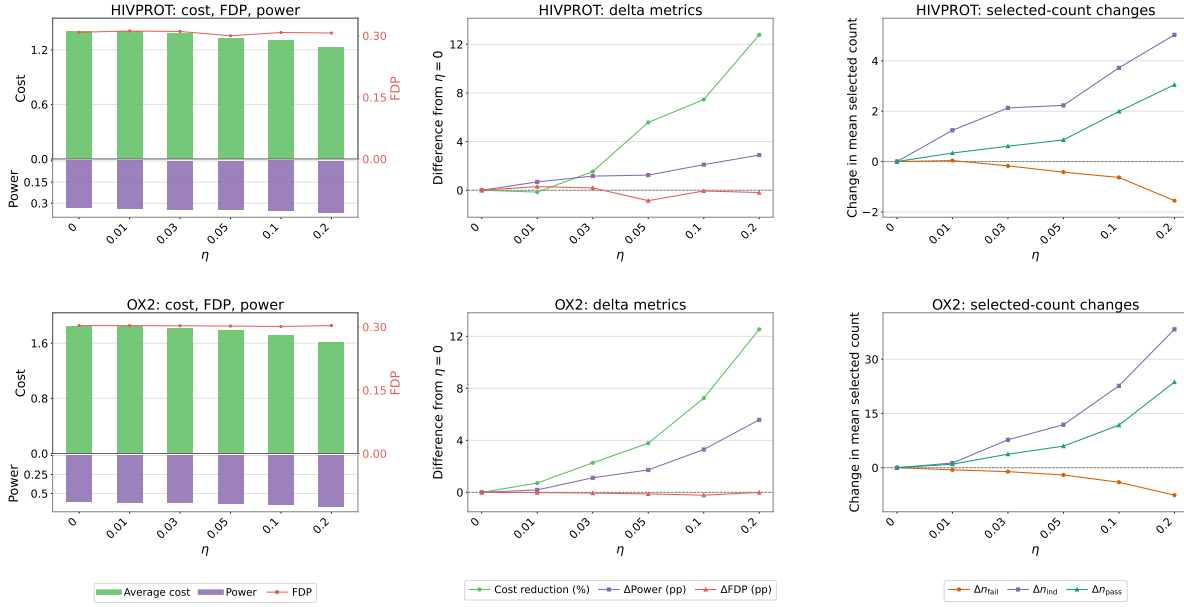 HIVPROT: cost, FDP, power
1.2
0.6
0.0
0.15
0.3
Cost
Power
0.30
0.15
0.00
FDP
0
0.01
0.03
0.05
0.1
0.2
η
HIVPROT: delta metrics
12
8
4
0
Difference from η = 0
0
0.01
0.03
0.05
0.1
0.2
η
HIVPROT: selected-count changes
4
2
0
−2
Change in mean selected count
0
0.01
0.03
0.05
0.1
0.2
η
OX2: cost, FDP, power
1.6
0.8
0.0
0.25
0.5
Cost
Power
0.30
0.15
0.00
FDP
0
0.01
0.03
0.05
0.1
0.2
η
OX2: delta metrics
12
8
4
0
Difference from η = 0
0
0.01
0.03
0.05
0.1
0.2
η
OX2: selected-count changes
30
15
0
Change in mean selected count
0
0.01
0.03
0.05
0.1
0.2
η
Average cost Power FDP
Cost reduction (%) ΔPower (pp) ΔFDP (pp)
Δn_fail Δn_ind Δn_pass